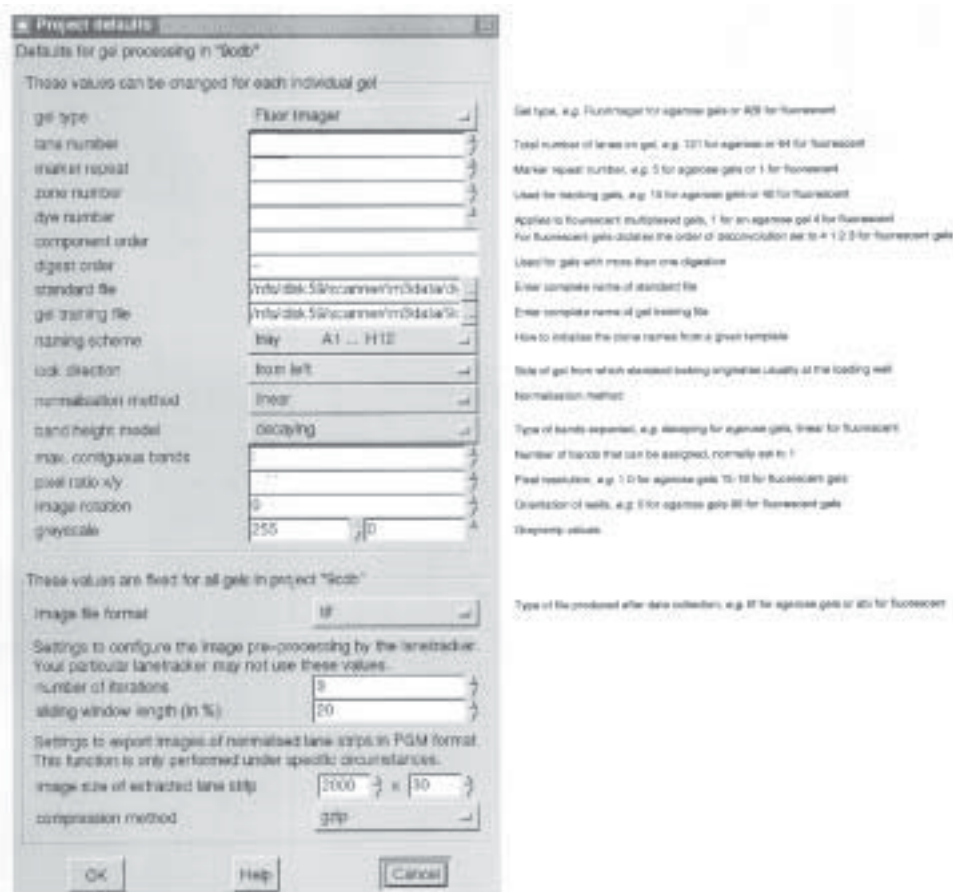 Project defaults
Defaults for gel processing in "9cdb"
These values can be changed for each individual gel
gel type Fluor Imager Gel type, e.g. FluorImager for agarose gels or for fluorescent
lane number Total number of lanes on gel, e.g. 121 for agarose or 64 for fluorescent
marker repeat Marker repeat number, e.g. 5 for agarose gels or 1 for fluorescent
zone number Used for tracking gels, e.g. for agarose gels or for fluorescent
dye number Applies to flourescent multiplexed gels, 1 for an agarose gel 4 for fluorescent
component order For fluorescent gels dictates the order of deconvolution set to 4 1 2 3 for fluorescent gels
digest order -- Used for gels with more than one digestion
standard file ... Enter complete name of standard file
gel training file ... Enter complete name of gel training file
naming scheme tray A1 ... H12 How to initialise the clone names from a given template
lock direction from left Side of gel from which standard locking originates usually at the loading well
normalisation method linear Normalisation method
band height model decaying Type of bands expected, e.g. decaying for agarose gels, linear for fluorescent
max. contiguous bands Number of bands that can be assigned, normally set to 1
pixel ratio x/y Pixel resolution, e.g. 1.0 for agarose gels for fluorescent gels
image rotation 0 Orientation of wells, e.g. 0 for agarose gels 90 for fluorescent gels
grayscale 255 0 Greyramp values
These values are fixed for all gels in project "9cdb"
image file format tif Type of file produced after data collection, e.g. tif for agarose gels or abi for fluorescent
Settings to configure the image pre-processing by the lanetracker.
Your particular lanetracker may not use these values.
number of iterations 3
sliding window length (in %) 20
Settings to export images of normalised lane strips in PGM format.
This function is only performed under specific circumstances.
image size of extracted lane strip 2000 x 30
compression method gzip
OK Help Cancel